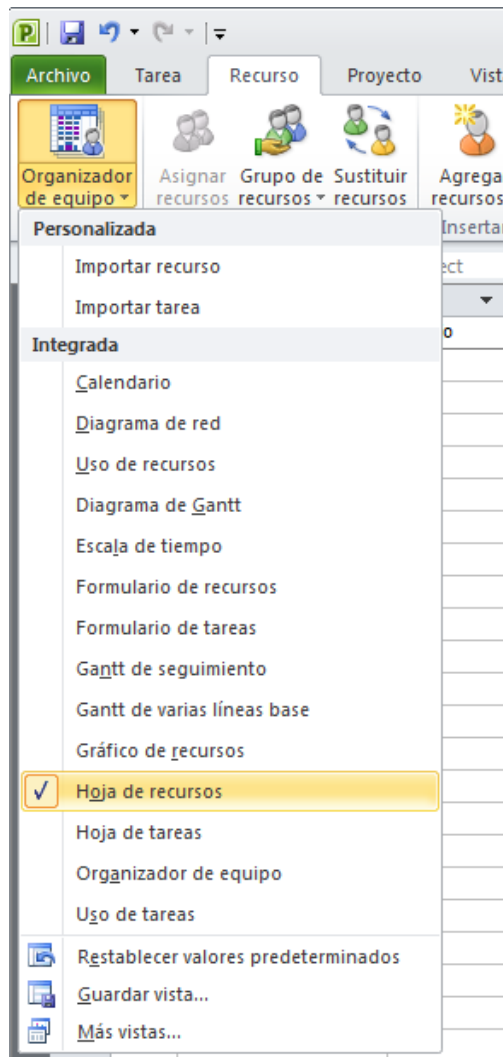 Archivo Tarea Recurso Proyecto Vist
Organizador de equipo Asignar recursos Grupo de recursos Sustituir recursos Agrega recursos
Personalizada Inserta
Importar recurso ect
Importar tarea
Integrada o
Calendario
Diagrama de red
Uso de recursos
Diagrama de Gantt
Escala de tiempo
Formulario de recursos
Formulario de tareas
Gantt de seguimiento
Gantt de varias líneas base
Gráfico de recursos
Hoja de recursos
Hoja de tareas
Organizador de equipo
Uso de tareas
Restablecer valores predeterminados
Guardar vista...
Más vistas...